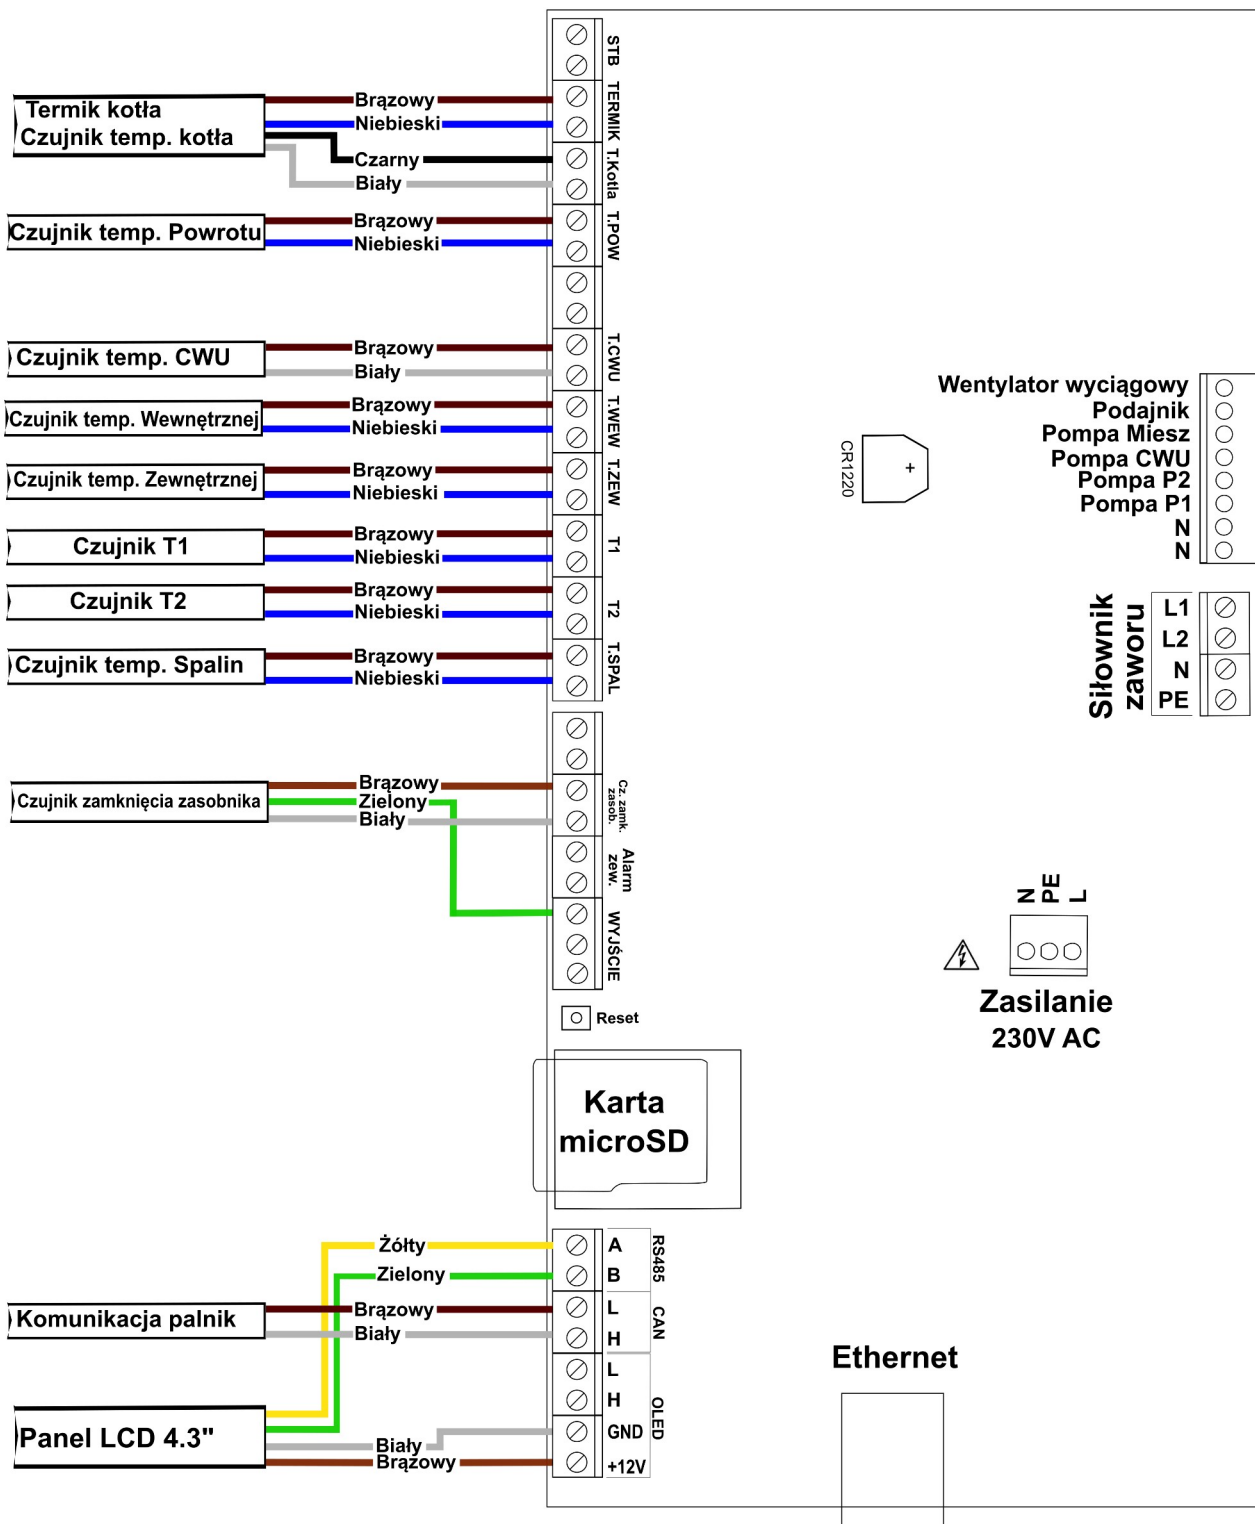 Termik kotła
Czujnik temp. kotła
Brązowy
Niebieski
Czarny
Biały
STB
TERMIK
T.Kotla
Czujnik temp. Powrotu
Brązowy
Niebieski
T.POW
Czujnik temp. CWU
Brązowy
Biały
T.CWU
Czujnik temp. Wewnętrznej
Brązowy
Niebieski
T.WEW
Czujnik temp. Zewnętrznej
Brązowy
Niebieski
T.ZEW
Czujnik T1
Brązowy
Niebieski
T1
Czujnik T2
Brązowy
Niebieski
T2
Czujnik temp. Spalin
Brązowy
Niebieski
T.SPAL
Czujnik zamknięcia zasobnika
Brązowy
Zielony
Biały
Cz. zamk.
zasob.
Alarm
zew.
WYJŚCIE
Reset
Karta
microSD
Żółty
Zielony
A
B
RS485
Komunikacja palnik
Brązowy
Biały
L
H
CAN
Panel LCD 4.3"
Biały
Brązowy
L
H
GND
+12V
OLED
CR1220
+
Wentylator wyciągowy
Podajnik
Pompa Miesz
Pompa CWU
Pompa P2
Pompa P1
N
N
Siłownik
zaworu
L1
L2
N
PE
N
PE
L
Zasilanie
230V AC
Ethernet